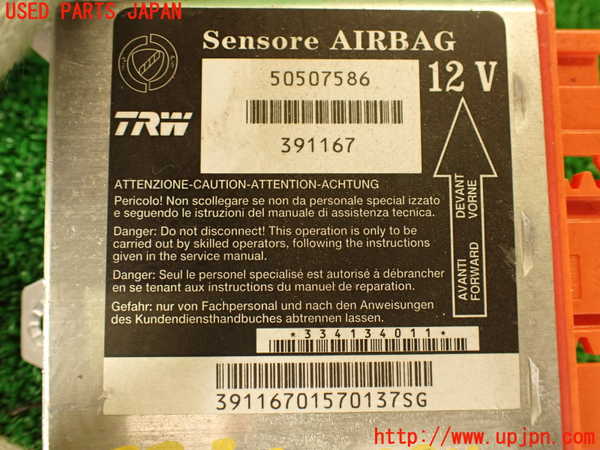 USED PARTS JAPAN
Sensore AIRBAG
50507586
12 V
391167
TRW
ATTENZIONE-CAUTION-ATTENTION-ACHTUNG
Pericolo! Non scollegare se non da personale special izzato
e seguendo le istruzioni del manuale di assistenza tecnica.
Danger: Do not disconnect! This operation is only to be
carried out by skilled operators, following the instructions
given in the service manual.
Danger: Seul le personel specialisé est autorisé à débrancher
en se tenant aux instructions du manuel de reparation.
Gefahr: nur von Fachpersonal und nach den Anweisungen
des Kundendiensthandbuches abtrennen lassen.
AVANTI DEVANT
FORWARD VORNE
*334134011*
39116701570137SG
http://www.upjpn.com/